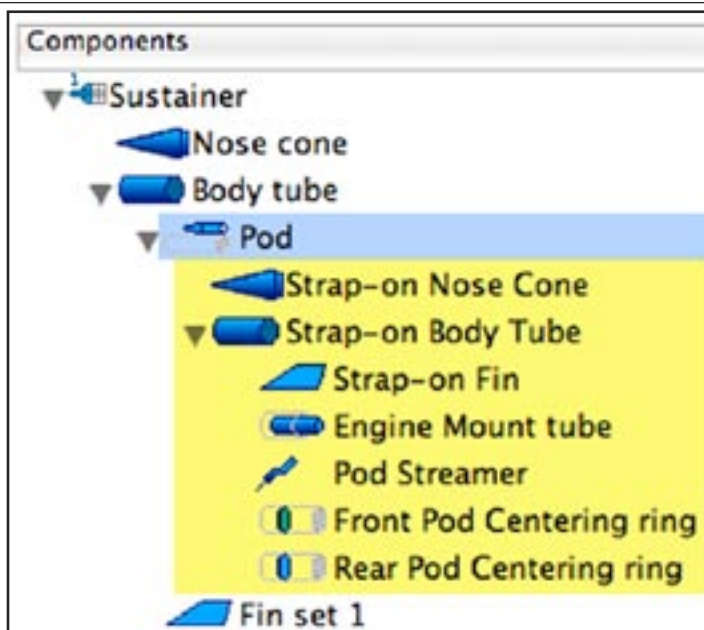 Components
1
Sustainer
Nose cone
Body tube
Pod
Strap-on Nose Cone
Strap-on Body Tube
Strap-on Fin
Engine Mount tube
Pod Streamer
Front Pod Centering ring
Rear Pod Centering ring
Fin set 1